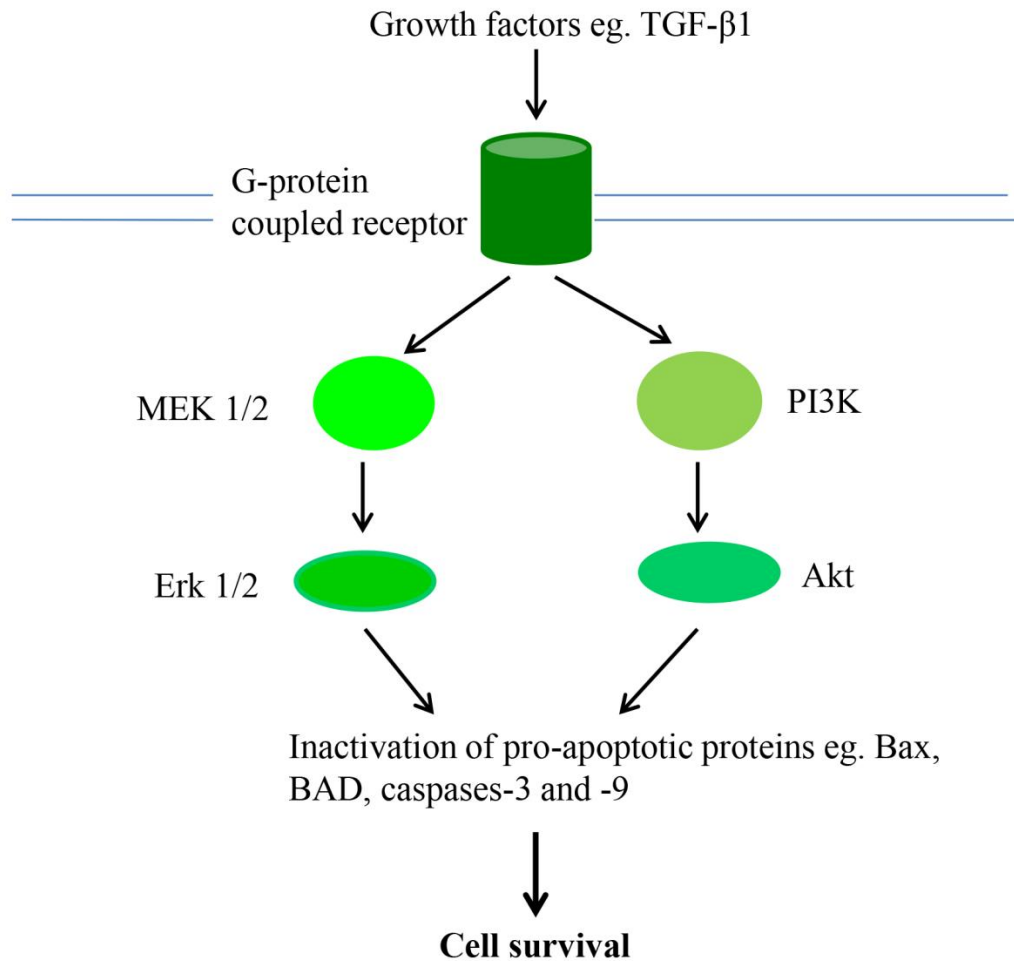 Growth factors eg. TGF-β1
G-protein
coupled receptor
MEK 1/2
PI3K
Erk 1/2
Akt
Inactivation of pro-apoptotic proteins eg. Bax,
BAD, caspases-3 and -9
Cell survival